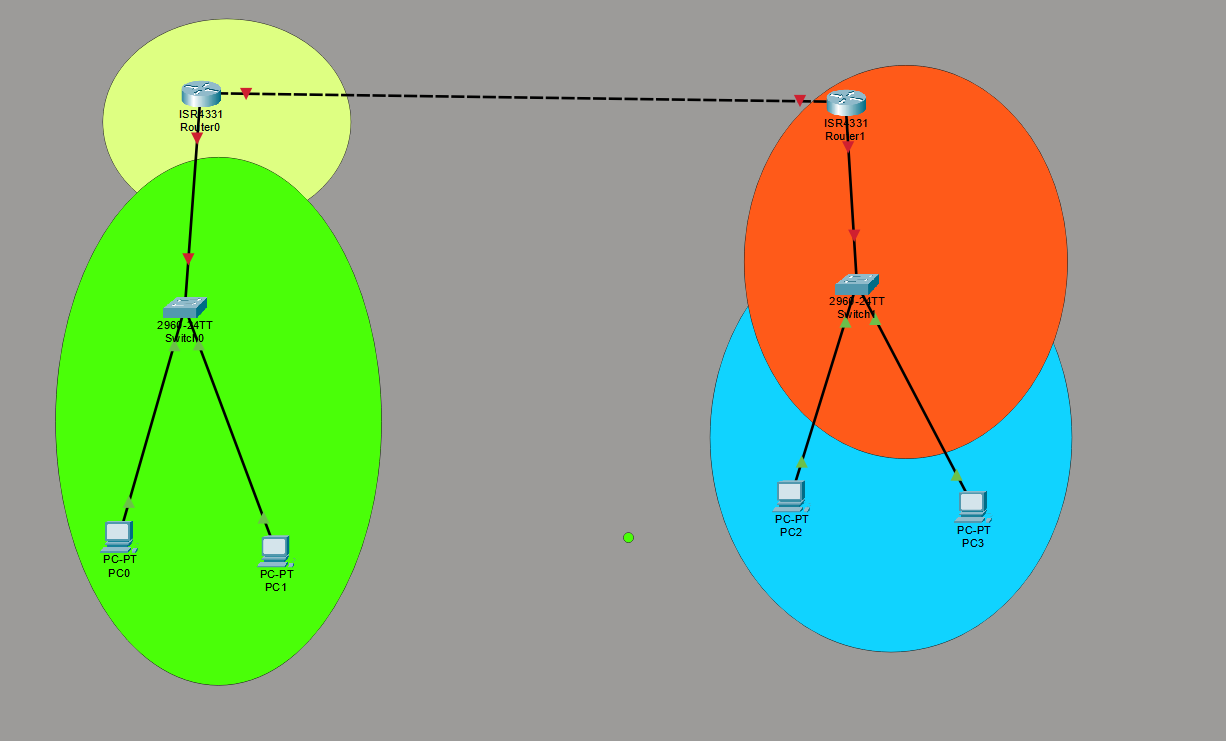 ISR4331
Router0
ISR4331
Router1
2960-24TT
Switch0
2960-24TT
Switch1
PC-PT
PC0
PC-PT
PC1
PC-PT
PC2
PC-PT
PC3